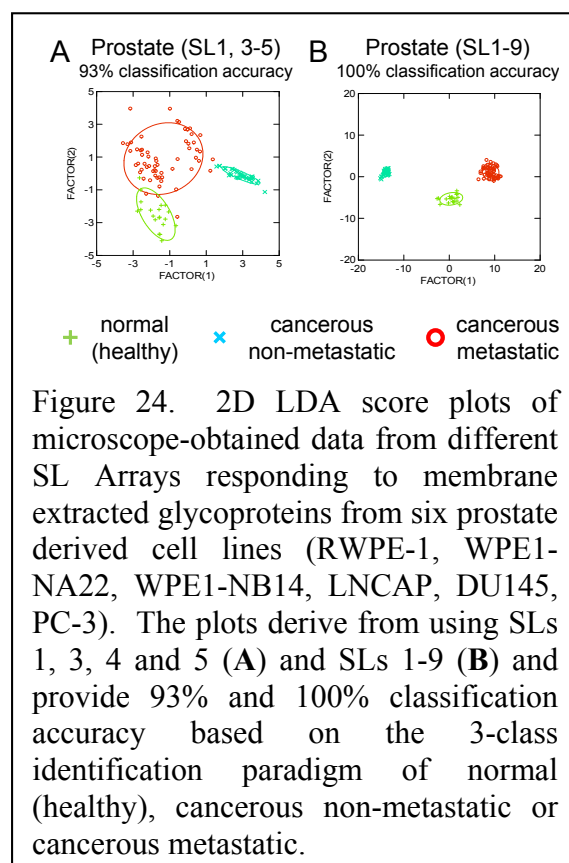 A Prostate (SL1, 3-5)
93% classification accuracy
B Prostate (SL1-9)
100% classification accuracy
5
3
1
-1
-3
-5
FACTOR(2)
-5 -3 -1 1 3 5
FACTOR(1)
20
10
0
-10
-20
FACTOR(2)
-20 -10 0 10 20
FACTOR(1)
normal
(healthy)
cancerous
non-metastatic
cancerous
metastatic
Figure 24. 2D LDA score plots of
microscope-obtained data from different
SL Arrays responding to membrane
extracted glycoproteins from six prostate
derived cell lines (RWPE-1, WPE1-
NA22, WPE1-NB14, LNCAP, DU145,
PC-3). The plots derive from using SLs
1, 3, 4 and 5 (A) and SLs 1-9 (B) and
provide 93% and 100% classification
accuracy based on the 3-class
identification paradigm of normal
(healthy), cancerous non-metastatic or
cancerous metastatic.